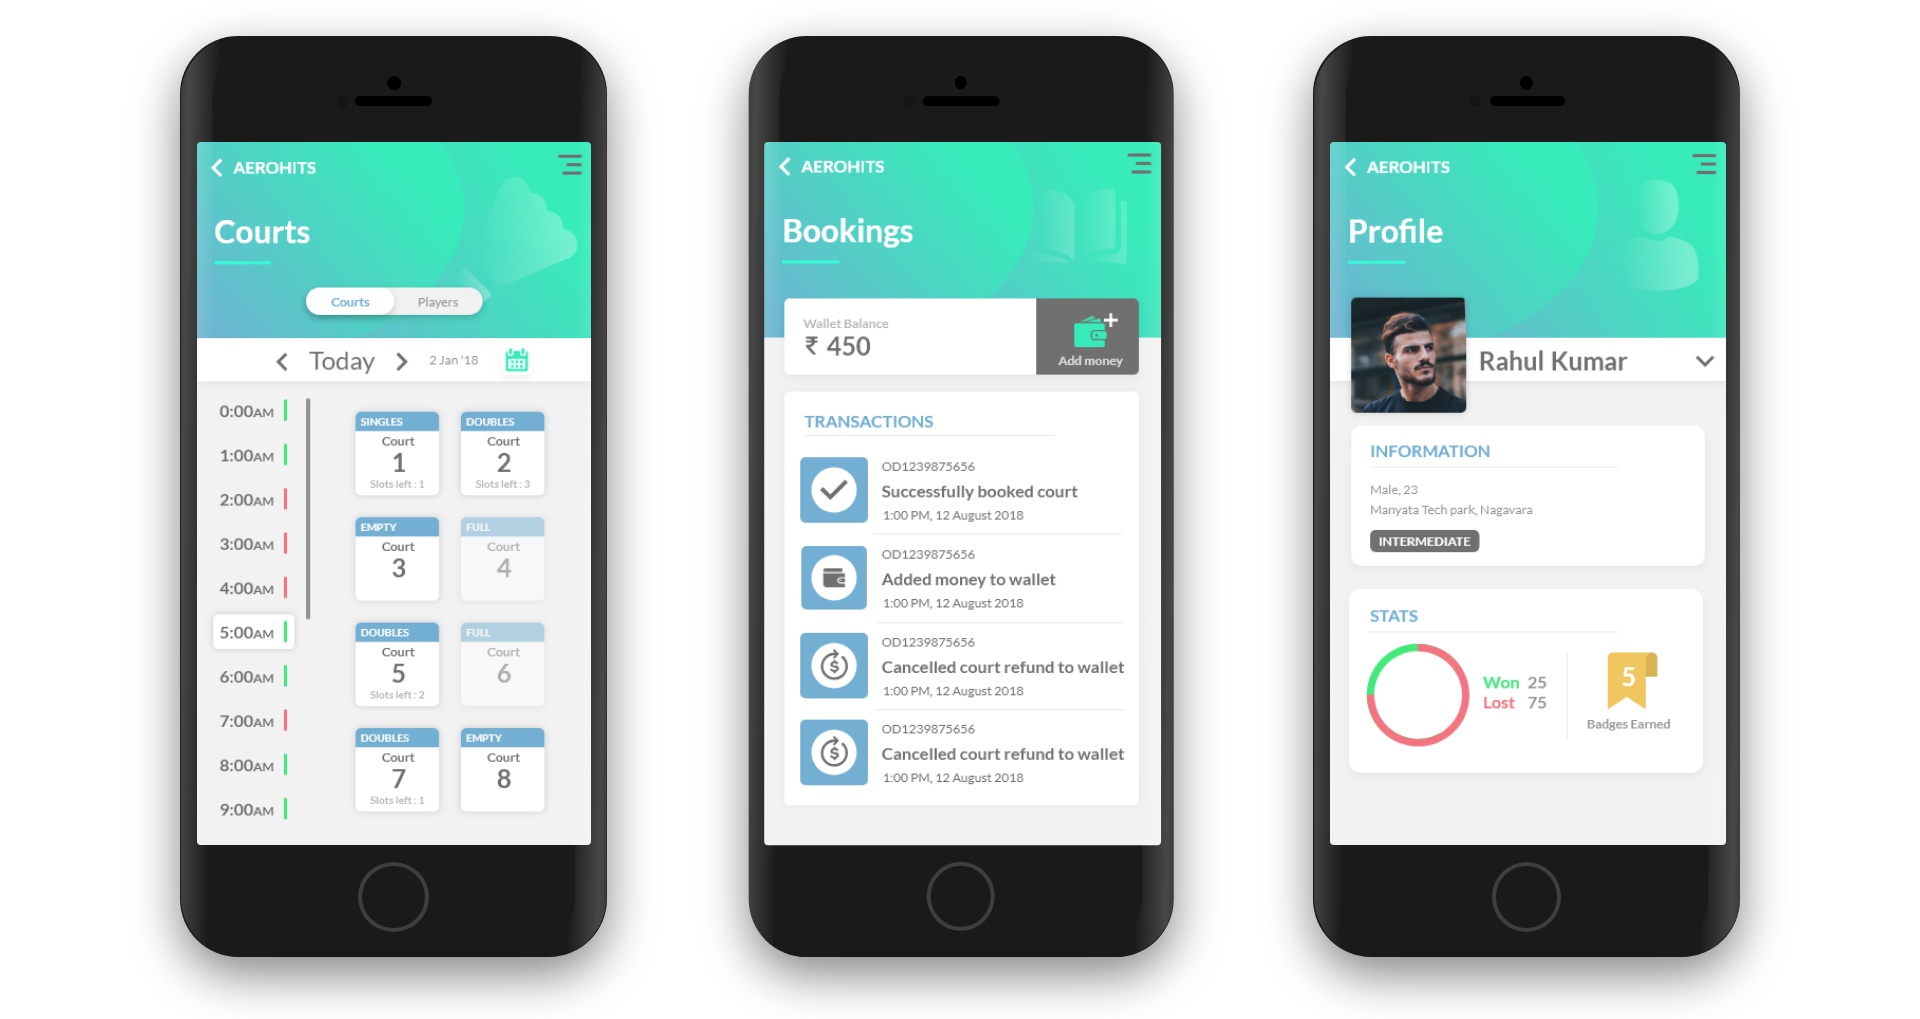 AEROHITS
Courts
Courts Players
Today 2 Jan '18
0:00AM
1:00AM
2:00AM
3:00AM
4:00AM
5:00AM
6:00AM
7:00AM
8:00AM
9:00AM
SINGLES
Court
1
Slots left : 1
DOUBLES
Court
2
Slots left : 3
EMPTY
Court
3
FULL
Court
4
DOUBLES
Court
5
Slots left : 2
FULL
Court
6
DOUBLES
Court
7
Slots left : 1
EMPTY
Court
8
AEROHITS
Bookings
Wallet Balance
₹ 450
Add money
TRANSACTIONS
OD1239875656
Successfully booked court
1:00 PM, 12 August 2018
OD1239875656
Added money to wallet
1:00 PM, 12 August 2018
OD1239875656
Cancelled court refund to wallet
1:00 PM, 12 August 2018
OD1239875656
Cancelled court refund to wallet
1:00 PM, 12 August 2018
AEROHITS
Profile
Rahul Kumar
INFORMATION
Male, 23
Manyata Tech park, Nagavara
INTERMEDIATE
STATS
Won 25
Lost 75
5
Badges Earned